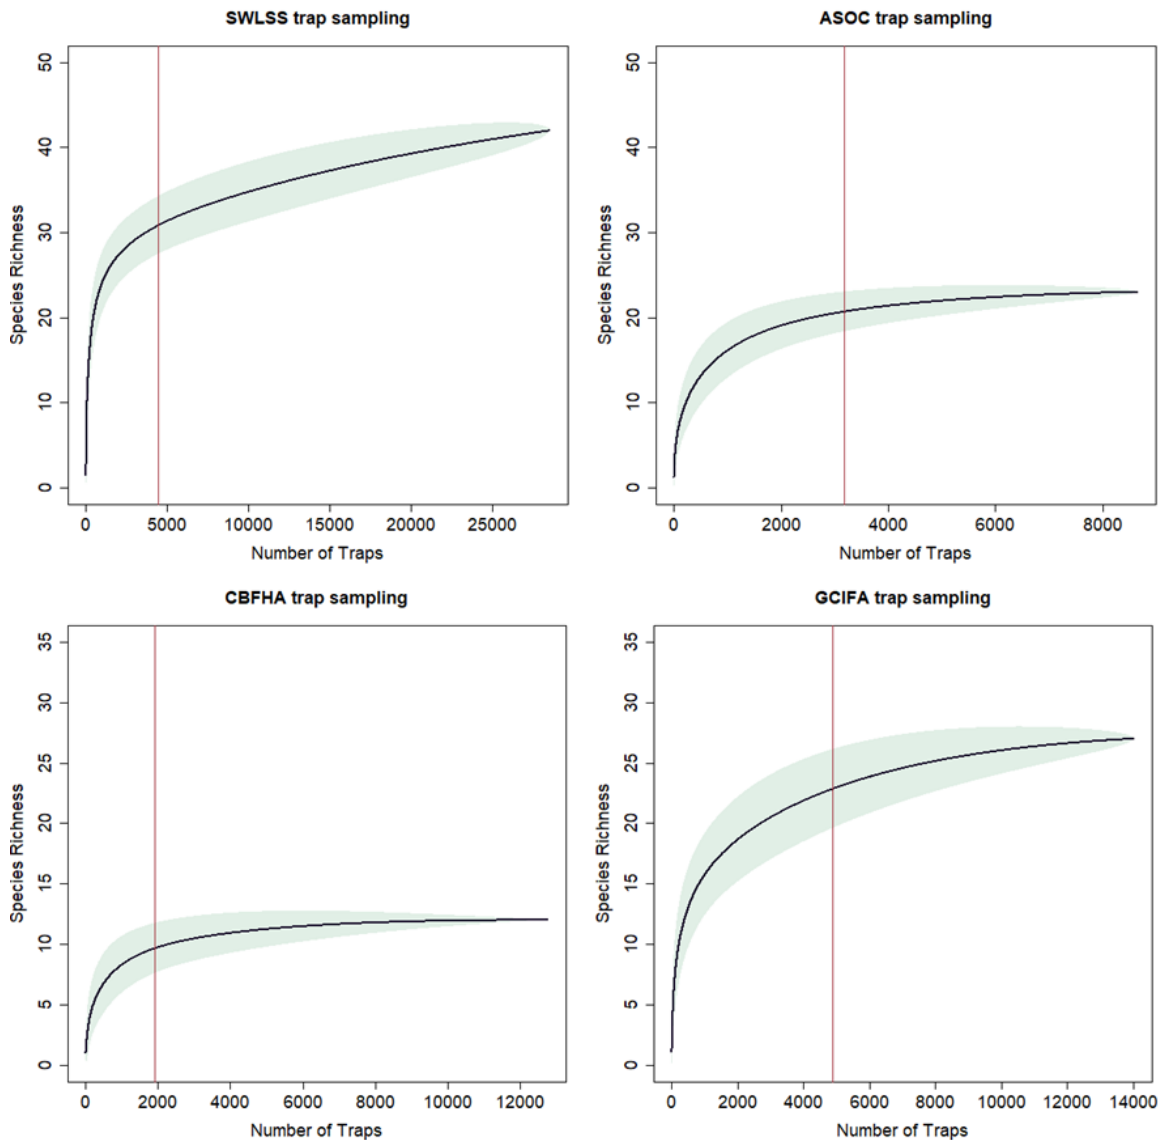 SWLSS trap sampling
Species Richness
50
40
30
20
10
0
0 5000 10000 15000 20000 25000
Number of Traps
ASOC trap sampling
Species Richness
50
40
30
20
10
0
0 2000 4000 6000 8000
Number of Traps
CBFHA trap sampling
Species Richness
35
30
25
20
15
10
5
0
0 2000 4000 6000 8000 10000 12000
Number of Traps
GCIFA trap sampling
Species Richness
35
30
25
20
15
10
5
0
0 2000 4000 6000 8000 10000 12000 14000
Number of Traps